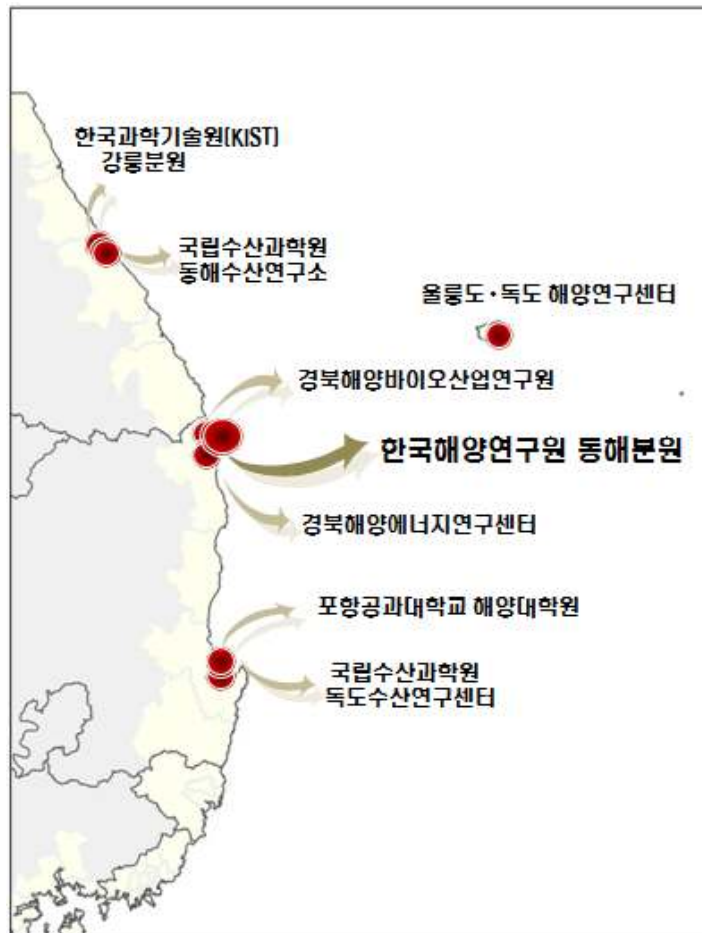 한국과학기술원(KIST)
강릉분원
국립수산과학원
동해수산연구소
울릉도·독도 해양연구센터
경북해양바이오산업연구원
한국해양연구원 동해분원
경북해양에너지연구센터
포항공과대학교 해양대학원
국립수산과학원
독도수산연구센터